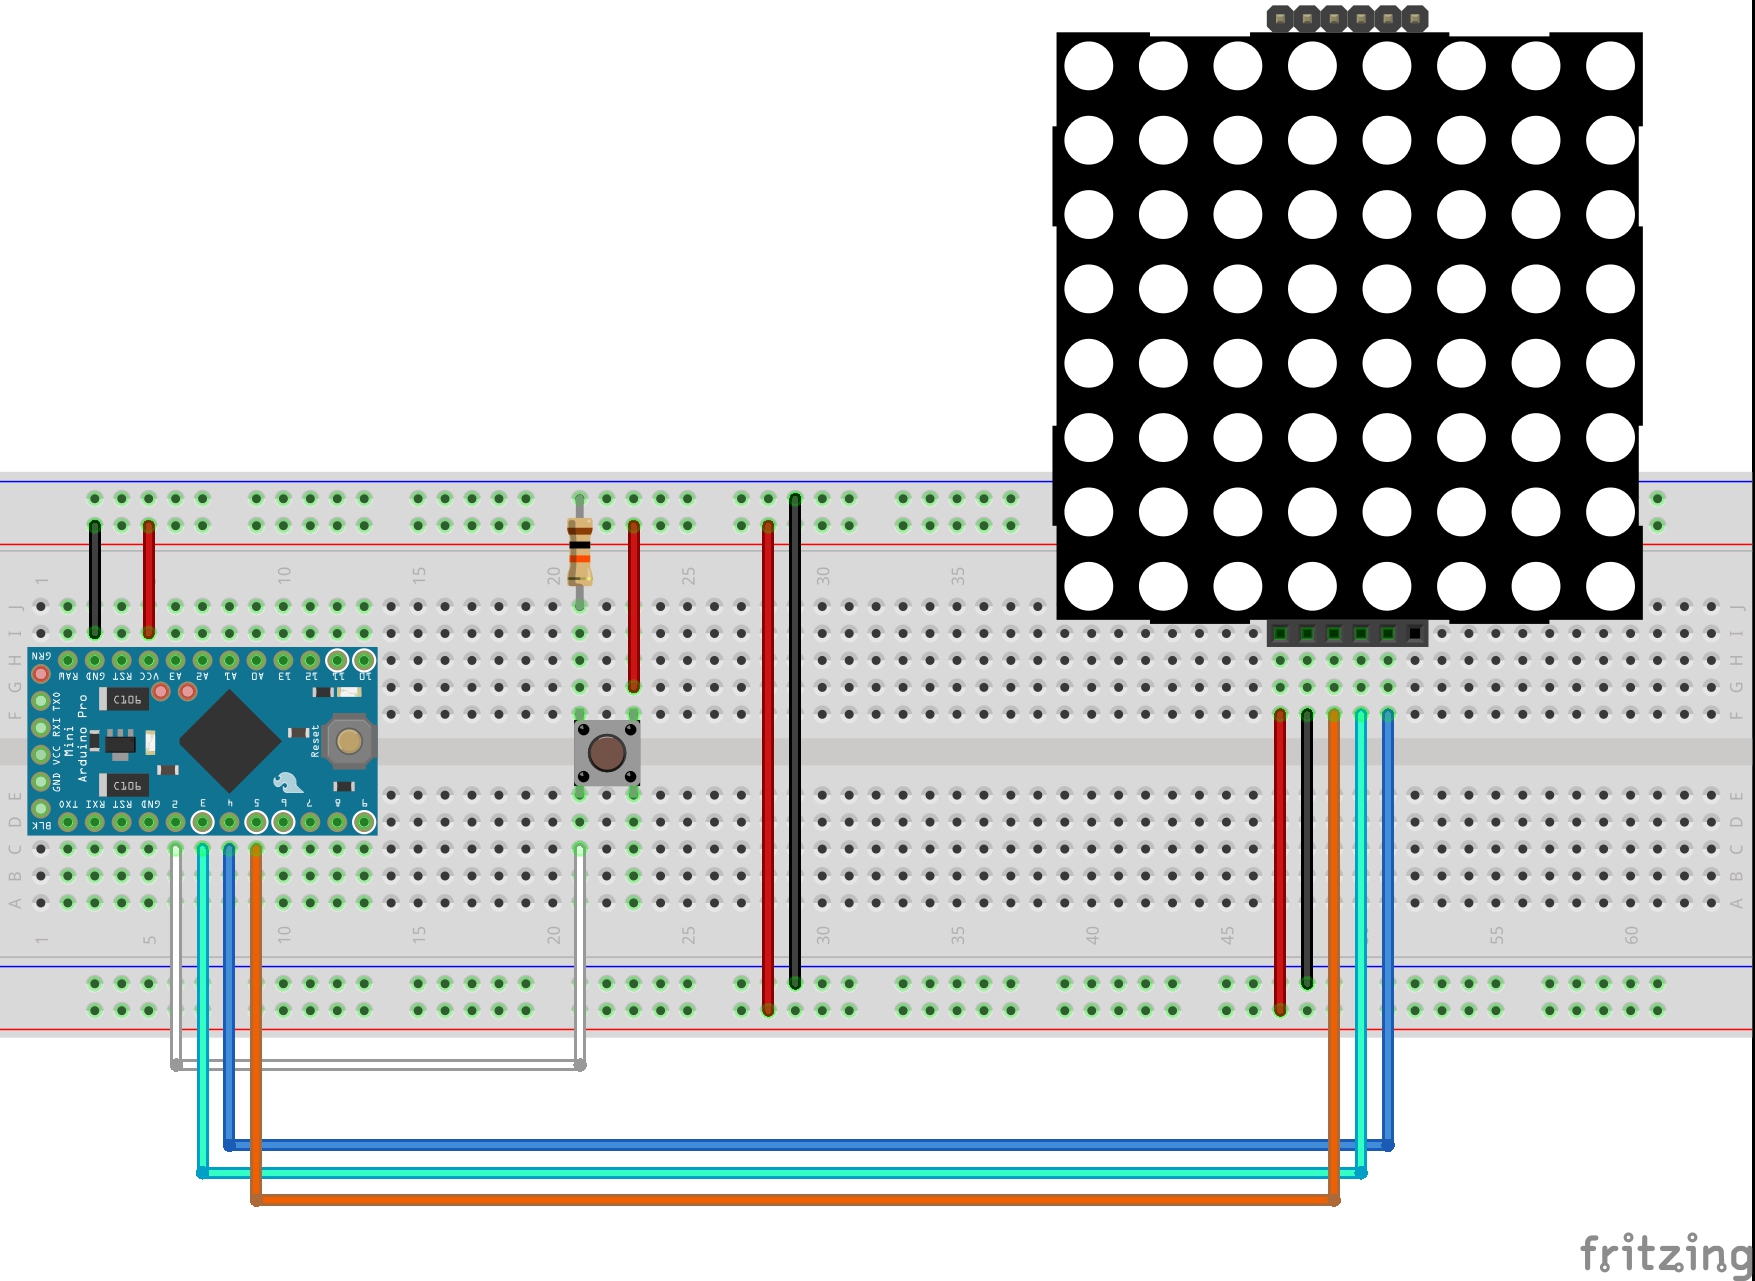 1 10 15 20 25 30 35
J J
I I
H H
G G
F F
GRN RAW GND RST VCC A3 A2 A1 A0 13 12 11 10
C106
Arduino Pro
Mini
BLK GND VCC RXI TXO
Reset
C106
TXO RXI RST GND 2 3 4 5 6 7 8 9
E E
D D
C C
B B
A A
1 5 10 15 20 25 30 35 40 45 55 60
fritzing